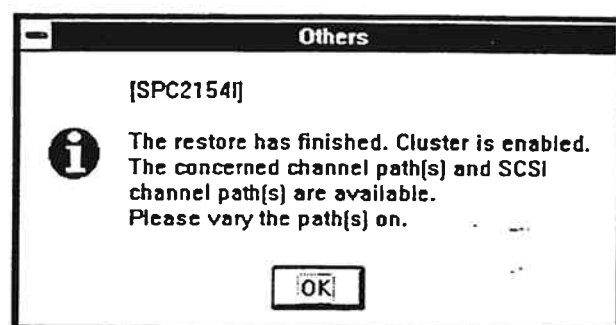 Others
[SPC2154I]
The restore has finished. Cluster is enabled.
The concerned channel path(s) and SCSI
channel path(s) are available.
Please vary the path(s) on.
OK